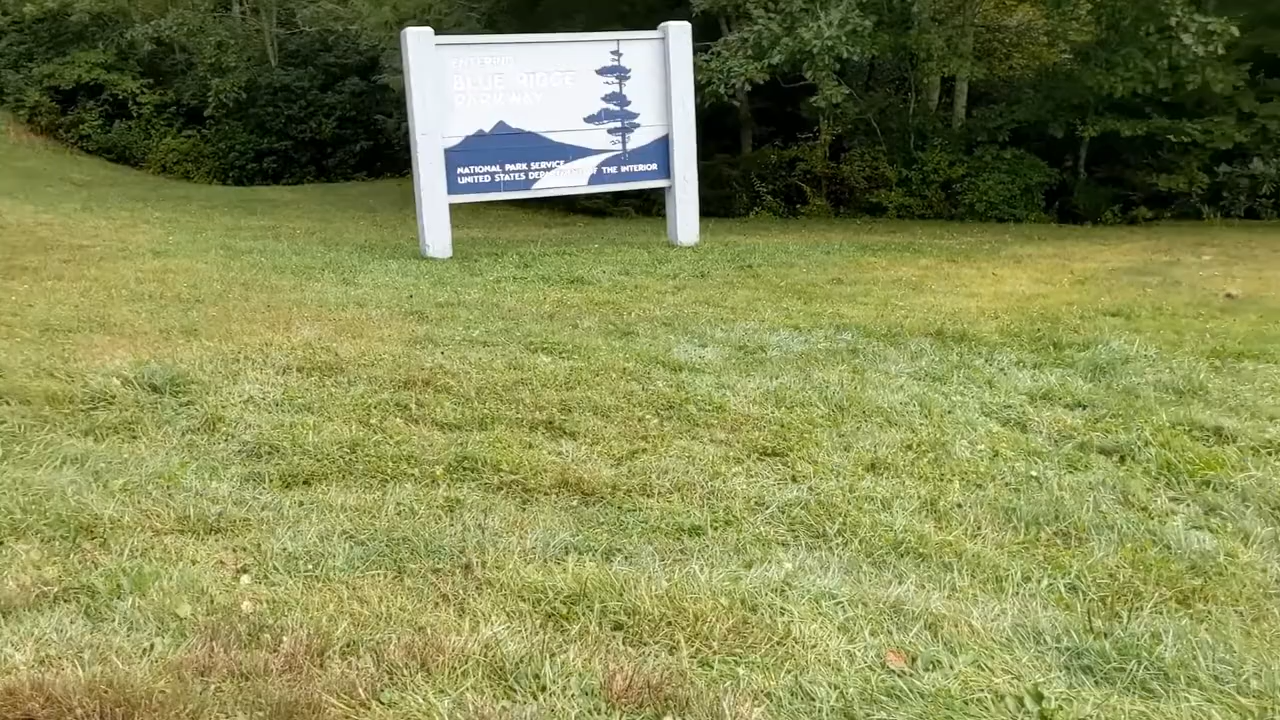 ENTERING
BLUE RIDGE
PARKWAY
NATIONAL PARK SERVICE
UNITED STATES DEPARTMENT OF THE INTERIOR